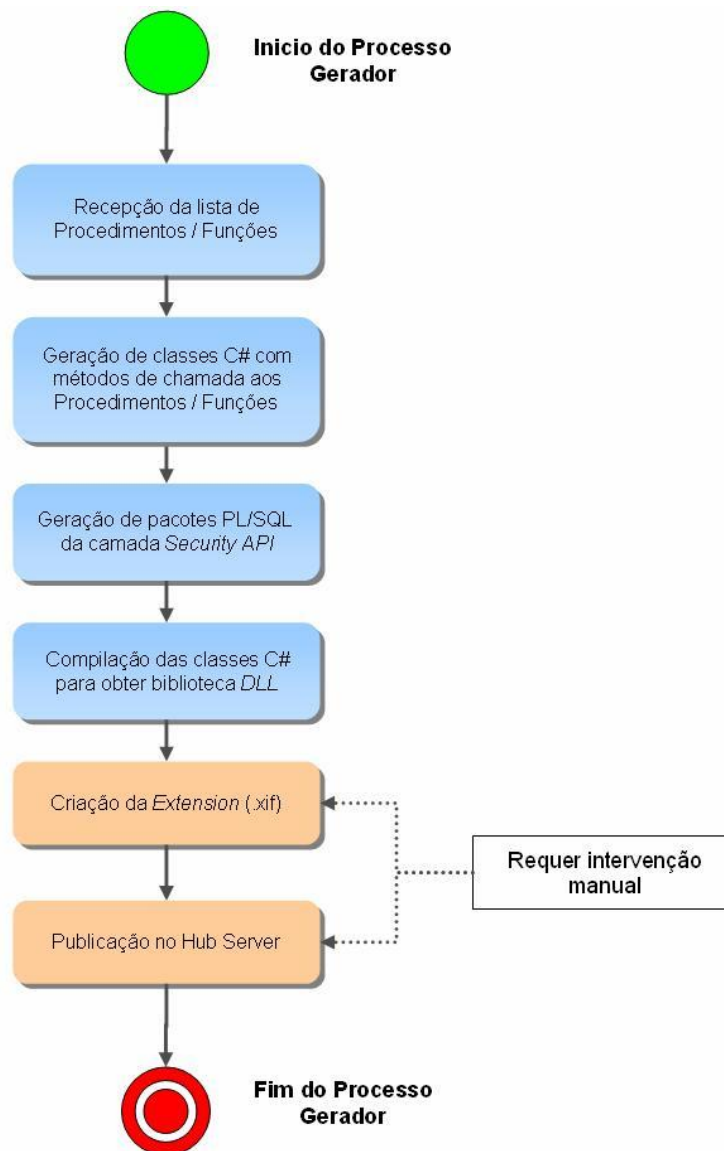 Inicio do Processo
Gerador
Recepção da lista de
Procedimentos / Funções
Geração de classes C# com
métodos de chamada aos
Procedimentos / Funções
Geração de pacotes PL/SQL
da camada Security API
Compilação das classes C#
para obter biblioteca DLL
Criação da Extension (.xif)
Requer intervenção
manual
Publicação no Hub Server
Fim do Processo
Gerador